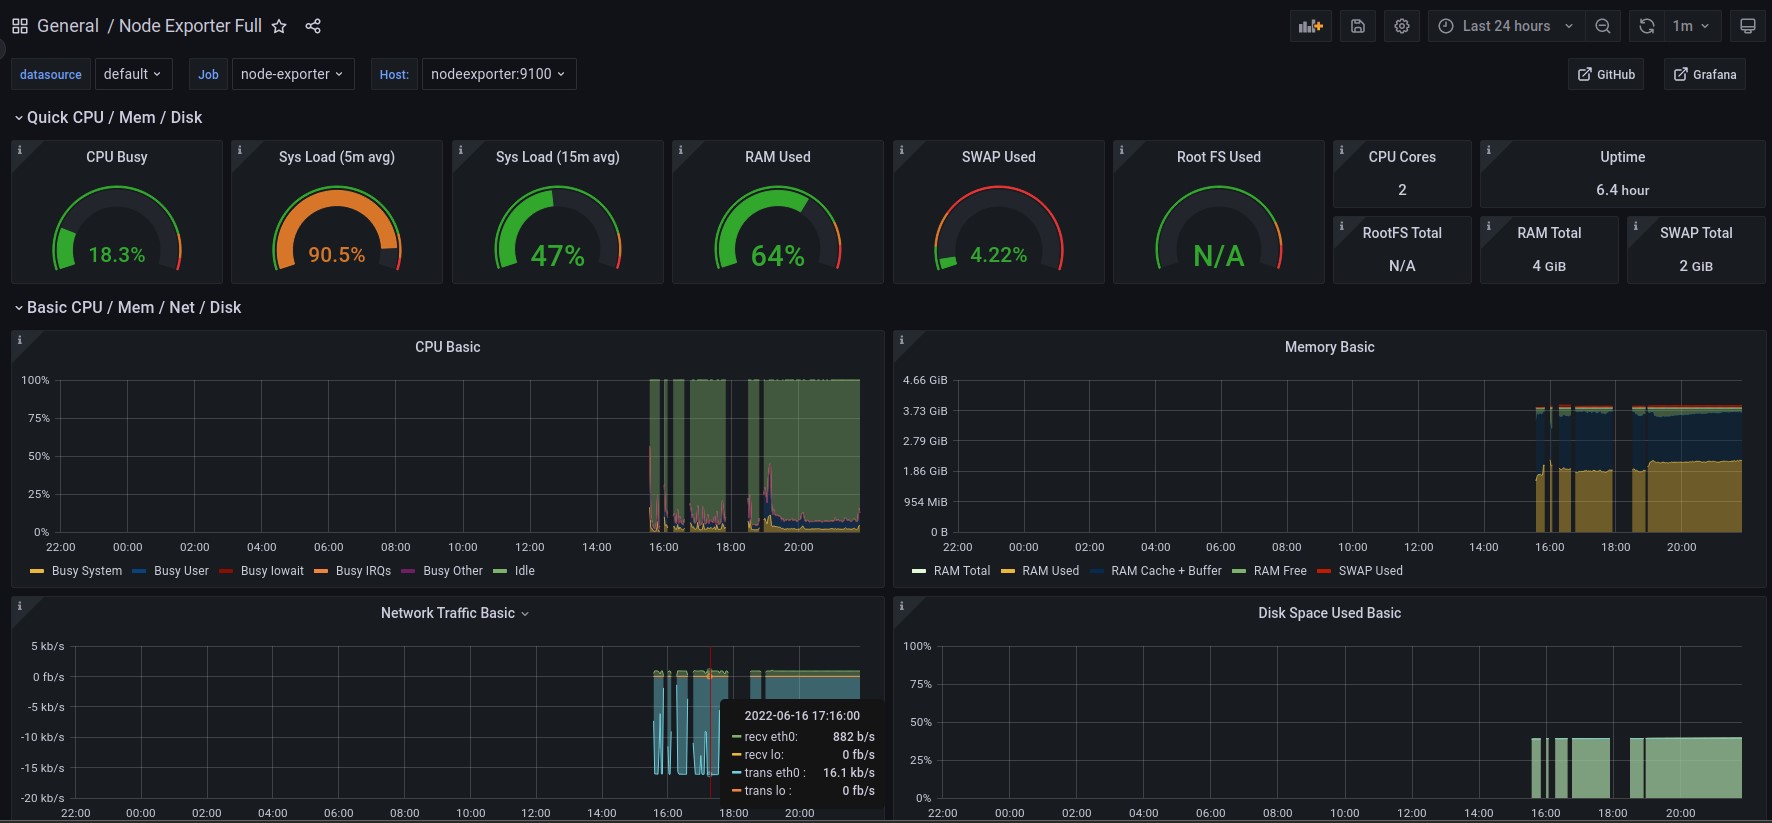 General / Node Exporter Full
Last 24 hours
1m
datasource default Job node-exporter Host: nodeexporter:9100
GitHub Grafana
Quick CPU / Mem / Disk
CPU Busy
18.3%
Sys Load (5m avg)
90.5%
Sys Load (15m avg)
47%
RAM Used
64%
SWAP Used
4.22%
Root FS Used
N/A
CPU Cores
2
Uptime
6.4 hour
RootFS Total
N/A
RAM Total
4 GiB
SWAP Total
2 GiB
Basic CPU / Mem / Net / Disk
CPU Basic
100%
75%
50%
25%
0%
22:00 00:00 02:00 04:00 06:00 08:00 10:00 12:00 14:00 16:00 18:00 20:00
Busy System Busy User Busy Iowait Busy IRQs Busy Other Idle
Memory Basic
4.66 GiB
3.73 GiB
2.79 GiB
1.86 GiB
954 MiB
0 B
22:00 00:00 02:00 04:00 06:00 08:00 10:00 12:00 14:00 16:00 18:00 20:00
RAM Total RAM Used RAM Cache + Buffer RAM Free SWAP Used
Network Traffic Basic
5 kb/s
0 fb/s
-5 kb/s
-10 kb/s
-15 kb/s
-20 kb/s
22:00 00:00 02:00 04:00 06:00 08:00 10:00 12:00 14:00 16:00 18:00 20:00
2022-06-16 17:16:00
recv eth0: 882 b/s
recv lo: 0 fb/s
trans eth0 : 16.1 kb/s
trans lo : 0 fb/s
Disk Space Used Basic
100%
75%
50%
25%
0%
22:00 00:00 02:00 04:00 06:00 08:00 10:00 12:00 14:00 16:00 18:00 20:00